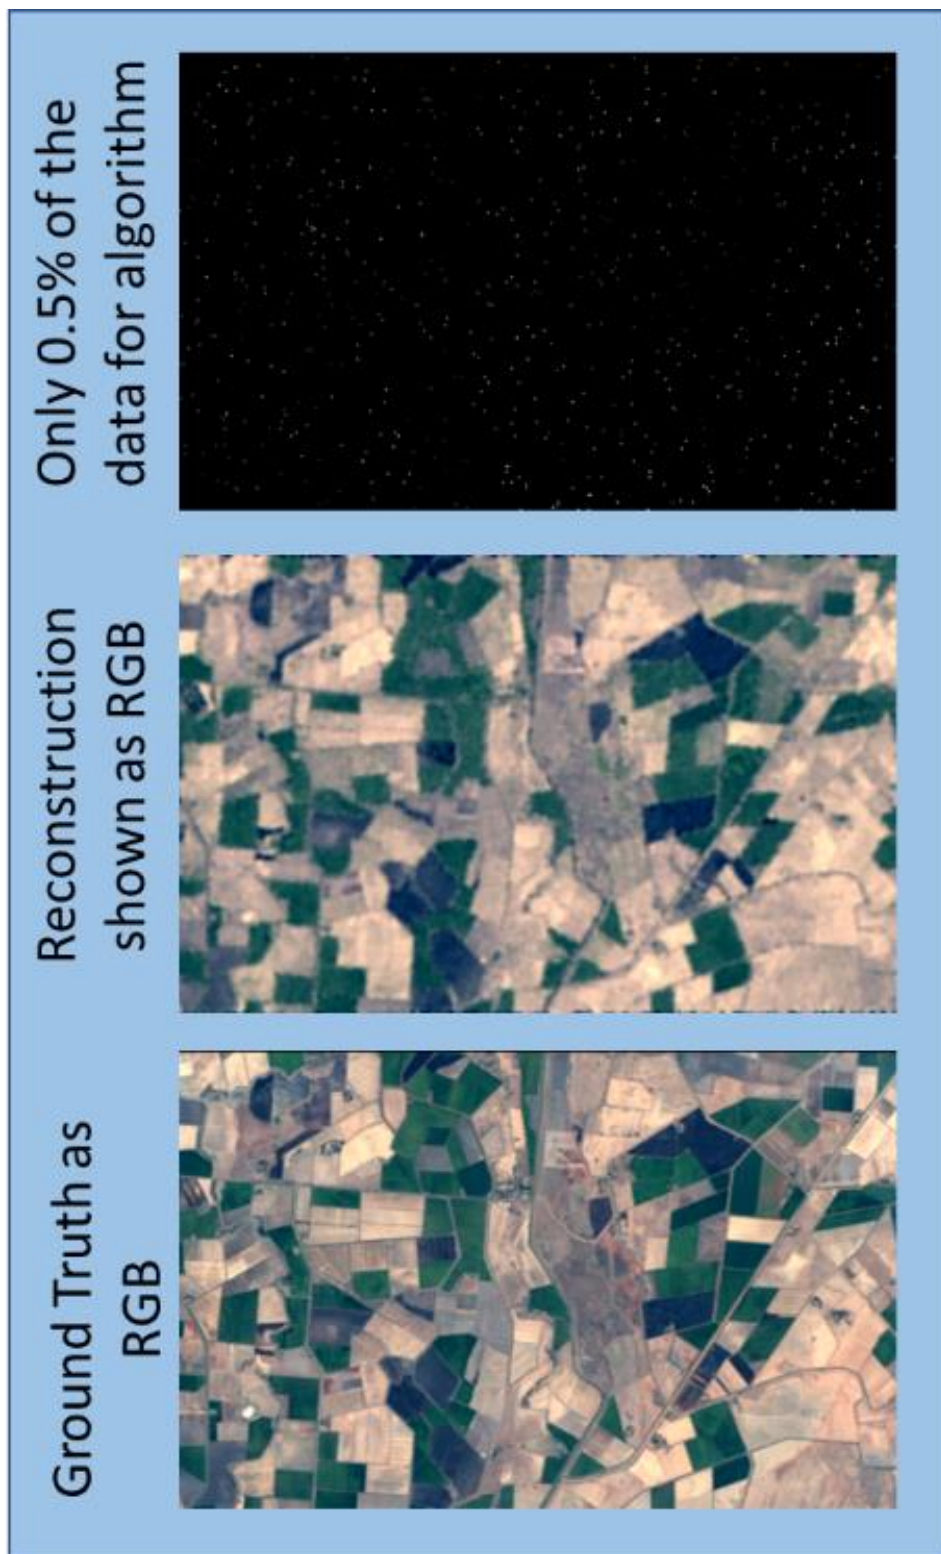 Only 0.5% of the
data for algorithm
Reconstruction
shown as RGB
Ground Truth as
RGB